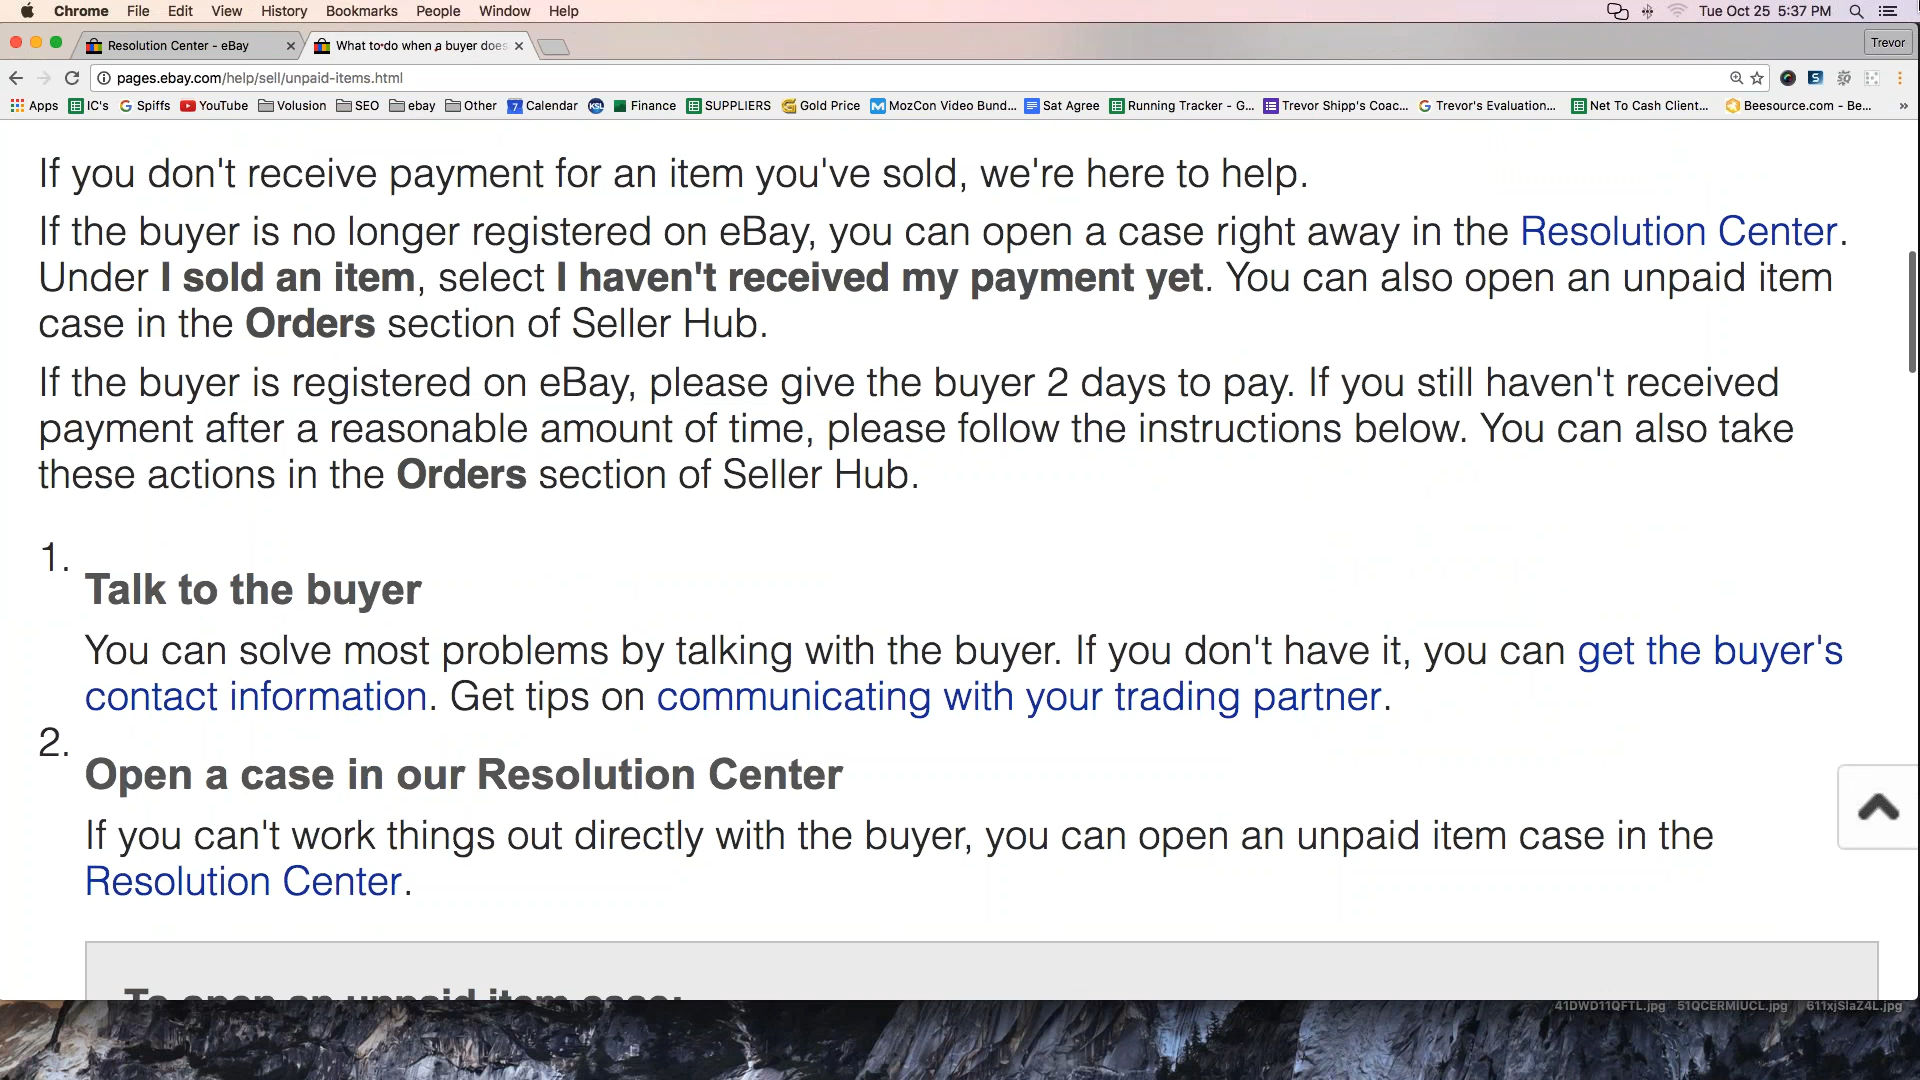 Chrome File Edit View History Bookmarks People Window Help Tue Oct 25 5:37 PM
Resolution Center - eBay What to do when a buyer does Trevor
pages.ebay.com/help/sell/unpaid-items.html
Apps IC's Spiffs YouTube Volusion SEO ebay Other 7 Calendar KSL Finance SUPPLIERS Gold Price MozCon Video Bund... Sat Agree Running Tracker - G... Trevor Shipp's Coac... Trevor's Evaluation... Net To Cash Client... Beesource.com - Be... »
If you don't receive payment for an item you've sold, we're here to help.
If the buyer is no longer registered on eBay, you can open a case right away in the Resolution Center.
Under I sold an item, select I haven't received my payment yet. You can also open an unpaid item
case in the Orders section of Seller Hub.
If the buyer is registered on eBay, please give the buyer 2 days to pay. If you still haven't received
payment after a reasonable amount of time, please follow the instructions below. You can also take
these actions in the Orders section of Seller Hub.
1.
Talk to the buyer
You can solve most problems by talking with the buyer. If you don't have it, you can get the buyer's
contact information. Get tips on communicating with your trading partner.
2.
Open a case in our Resolution Center
If you can't work things out directly with the buyer, you can open an unpaid item case in the
Resolution Center.
To open an unpaid item case:
41DWD11QFTL.jpg 51QCERMIUCL.jpg 611xjSlaZ4L.jpg